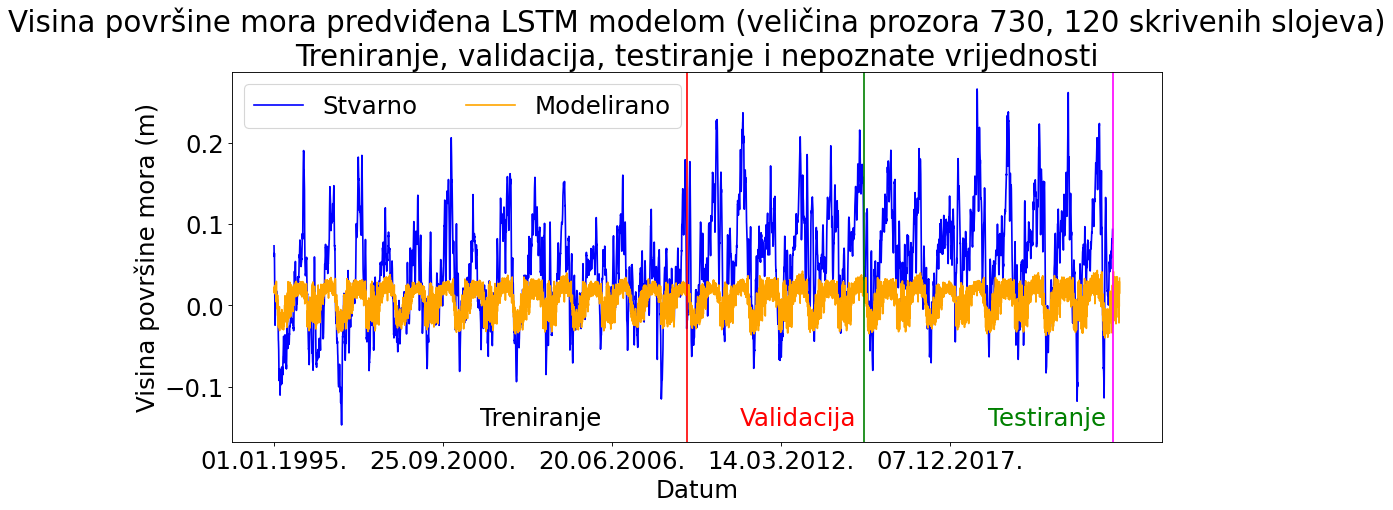 Visina površine mora predviđena LSTM modelom (veličina prozora 730, 120 skrivenih slojeva)
Treniranje, validacija, testiranje i nepoznate vrijednosti
Stvarno Modelirano
Visina površine mora (m)
0.2
0.1
0.0
−0.1
Treniranje Validacija Testiranje
01.01.1995. 25.09.2000. 20.06.2006. 14.03.2012. 07.12.2017.
Datum